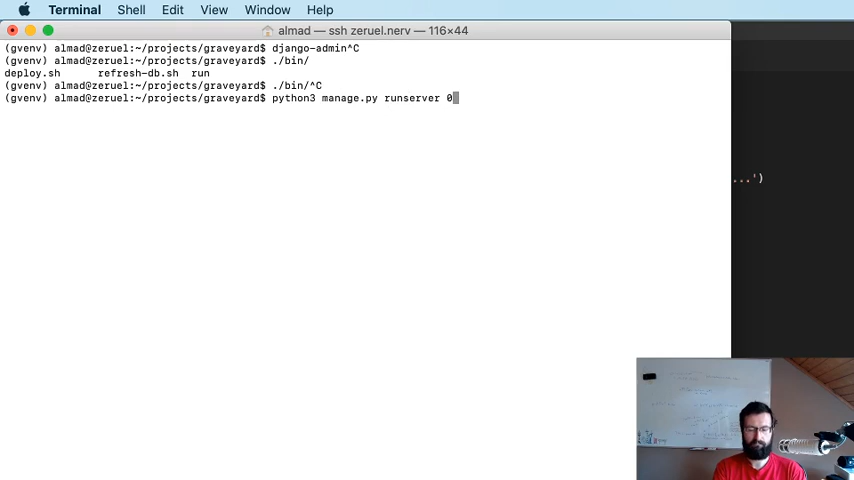 Terminal Shell Edit View Window Help
almad — ssh zeruel.nerv — 116×44
(gvenv) almad@zeruel:~/projects/graveyard$ django-admin^C
(gvenv) almad@zeruel:~/projects/graveyard$ ./bin/
deploy.sh refresh-db.sh run
(gvenv) almad@zeruel:~/projects/graveyard$ ./bin/^C
(gvenv) almad@zeruel:~/projects/graveyard$ python3 manage.py runserver 0
...')